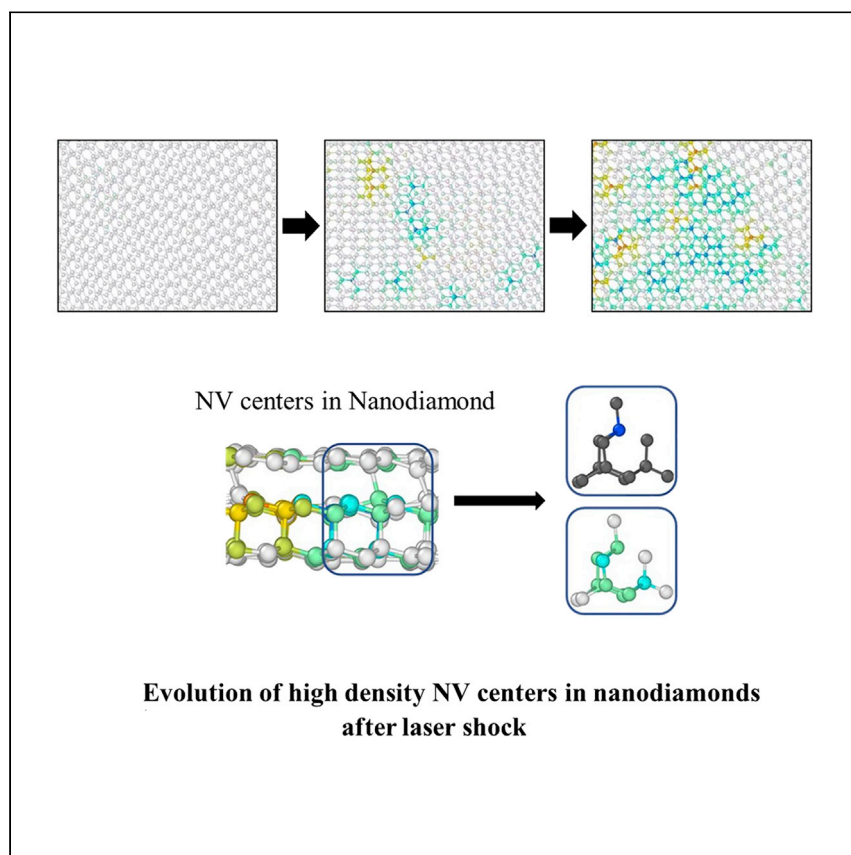 NV centers in Nanodiamond
Evolution of high density NV centers in nanodiamonds
after laser shock